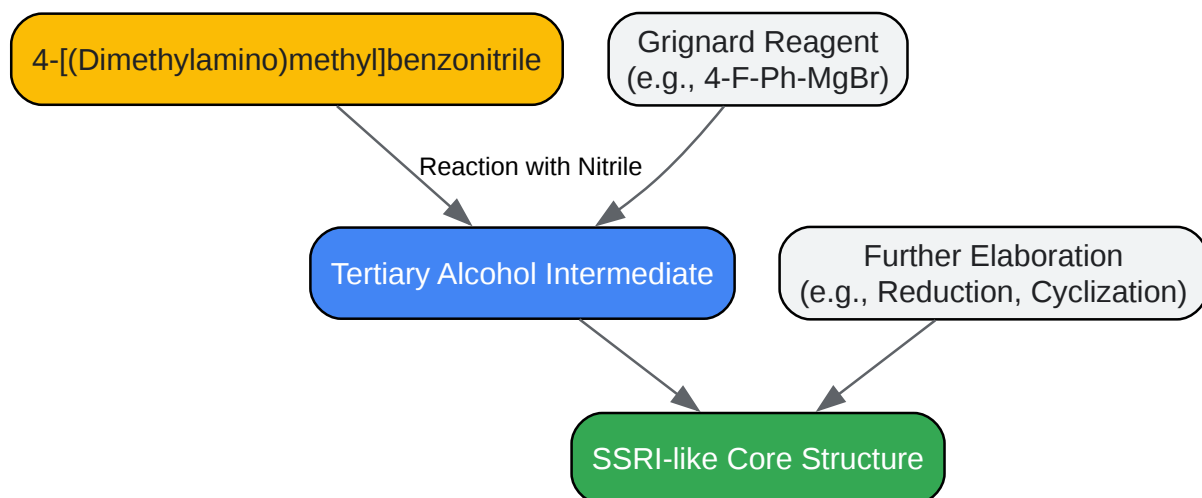 4-[(Dimethylamino)methyl]benzonitrile
Grignard Reagent
(e.g., 4-F-Ph-MgBr)
Reaction with Nitrile
Tertiary Alcohol Intermediate
Further Elaboration
(e.g., Reduction, Cyclization)
SSRI-like Core Structure